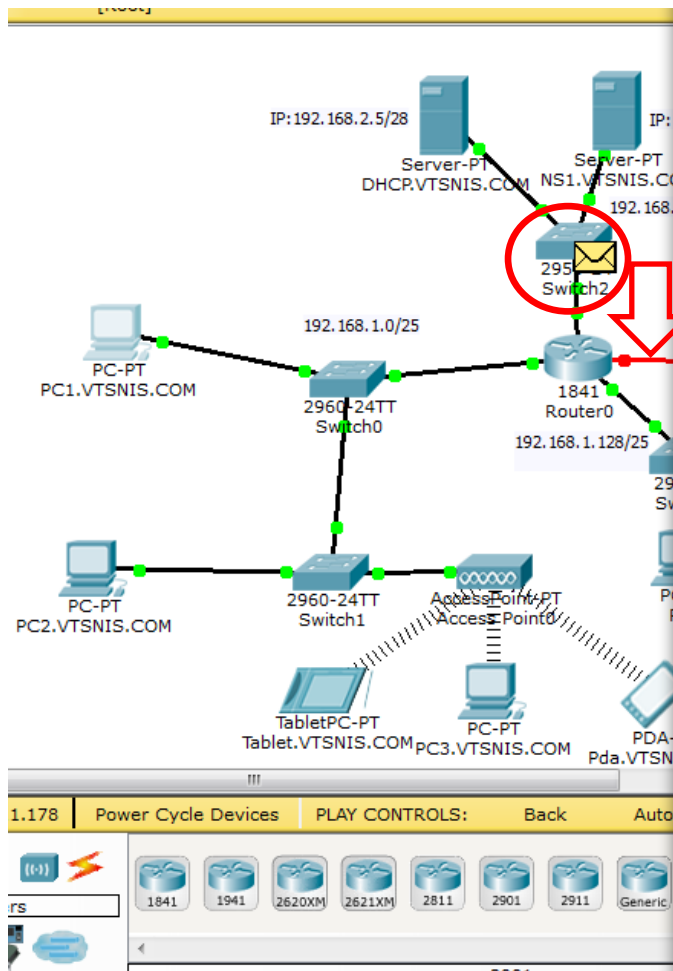 [Root]
IP:192.168.2.5/28
IP:
Server-PT
DHCP.VTSNIS.COM
Server-PT
NS1.VTSNIS.CO
192.168.
295
Switch2
192.168.1.0/25
PC-PT
PC1.VTSNIS.COM
2960-24TT
Switch0
1841
Router0
192.168.1.128/25
29
Sw
PC-PT
PC2.VTSNIS.COM
2960-24TT
Switch1
AccessPoint-PT
Access Point0
P
TabletPC-PT
Tablet.VTSNIS.COM
PC-PT
PC3.VTSNIS.COM
PDA-
Pda.VTSN
1.178 Power Cycle Devices PLAY CONTROLS: Back Auto
1841 1941 2620XM 2621XM 2811 2901 2911 Generic
rs